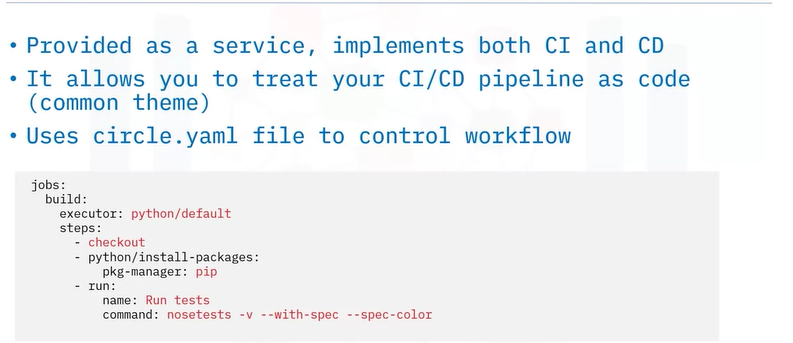 • Provided as a service, implements both CI and CD
• It allows you to treat your CI/CD pipeline as code
(common theme)
• Uses circle.yaml file to control workflow
jobs:
  build:
    executor: python/default
    steps:
      - checkout
      - python/install-packages:
          pkg-manager: pip
      - run:
          name: Run tests
          command: nosetests -v --with-spec --spec-color